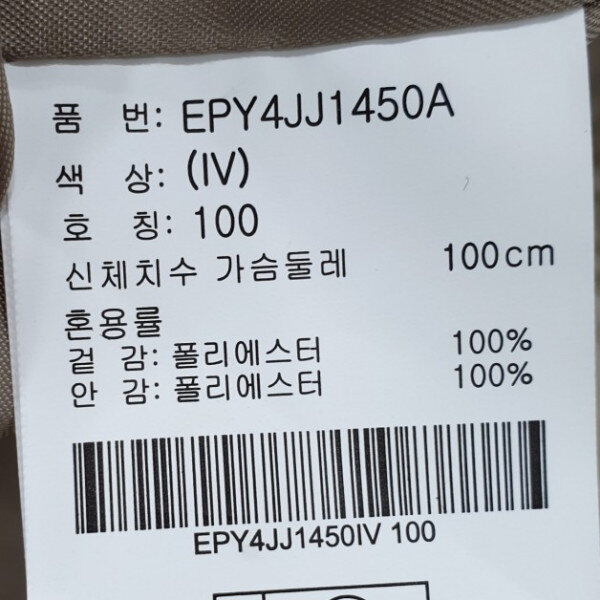 품 번: EPY4JJ1450A
색 상: (IV)
호 칭: 100
신체치수 가슴둘레 100cm
혼용률
겉 감: 폴리에스터 100%
안 감: 폴리에스터 100%
EPY4JJ1450IV 100